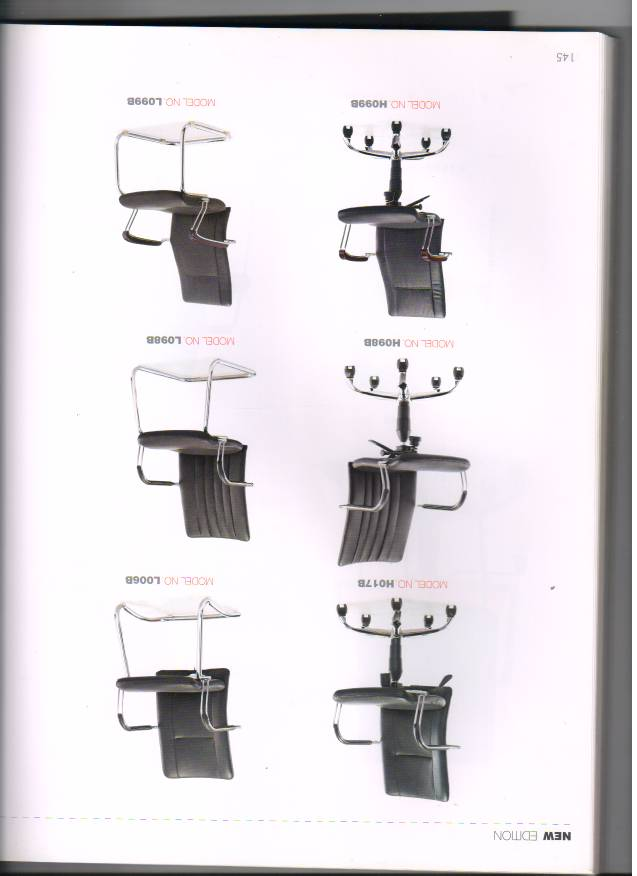 NEW EDITION
MODEL NO. H017B
MODEL NO. L006B
MODEL NO. H098B
MODEL NO. L098B
MODEL NO. H099B
MODEL NO. L099B
145